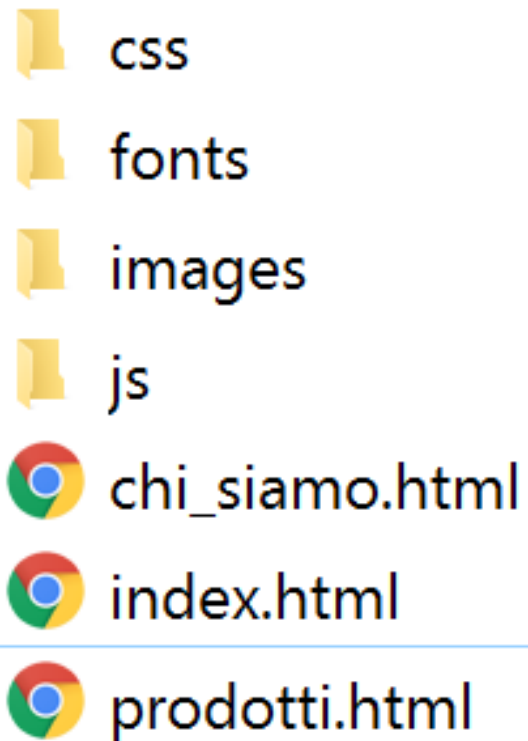 css
fonts
images
js
chi_siamo.html
index.html
prodotti.html